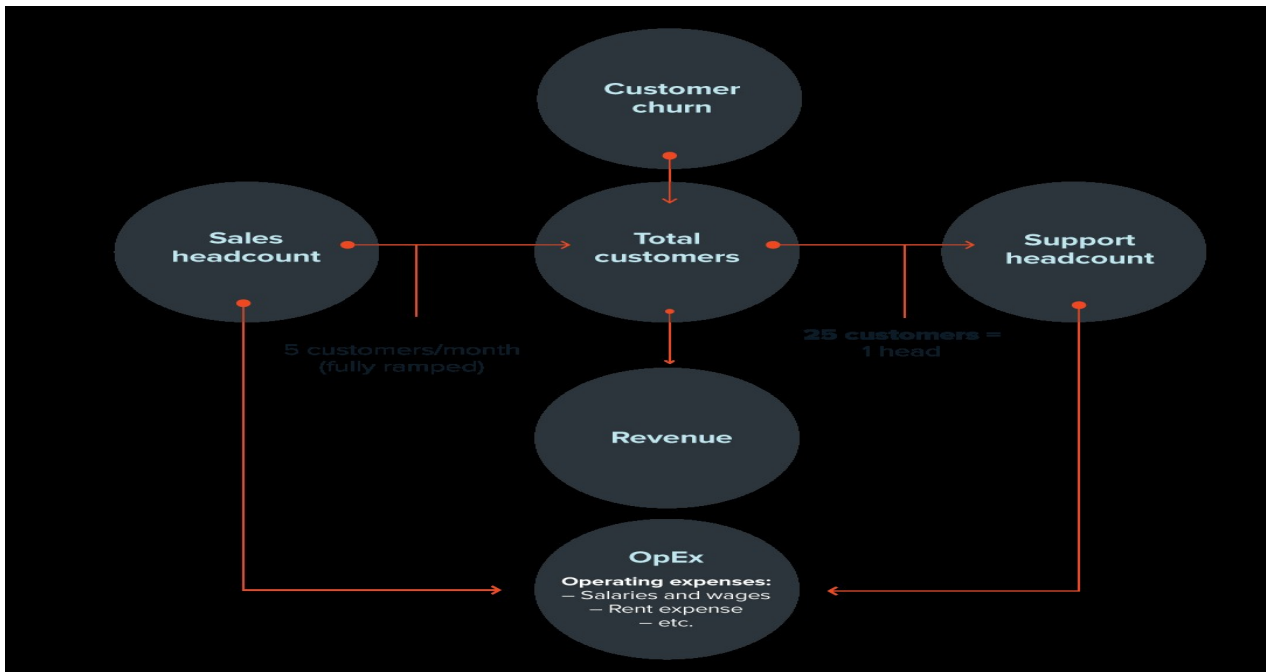 Customer
churn
Sales
headcount
Total
customers
Support
headcount
5 customers/month
(fully ramped)
25 customers =
1 head
Revenue
OpEx
Operating expenses:
– Salaries and wages
– Rent expense
– etc.